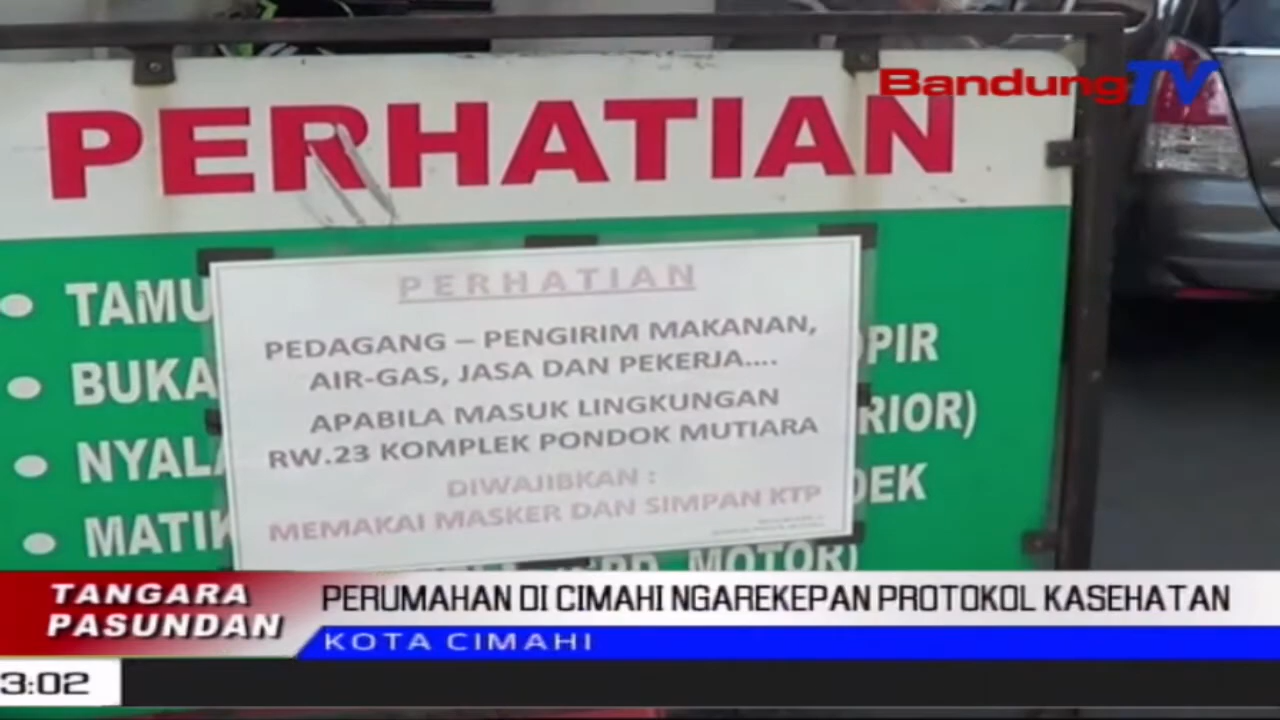 BandungTV
PERHATIAN
TAMU
BUKA
NYALA
MATIK
OPIR
RIOR)
DEK
MOTOR)
PERHATIAN
PEDAGANG – PENGIRIM MAKANAN,
AIR-GAS, JASA DAN PEKERJA....
APABILA MASUK LINGKUNGAN
RW.23 KOMPLEK PONDOK MUTIARA
DIWAJIBKAN :
MEMAKAI MASKER DAN SIMPAN KTP
TANGARA
PASUNDAN
PERUMAHAN DI CIMAHI NGAREKEPAN PROTOKOL KASEHATAN
KOTA CIMAHI
3:02